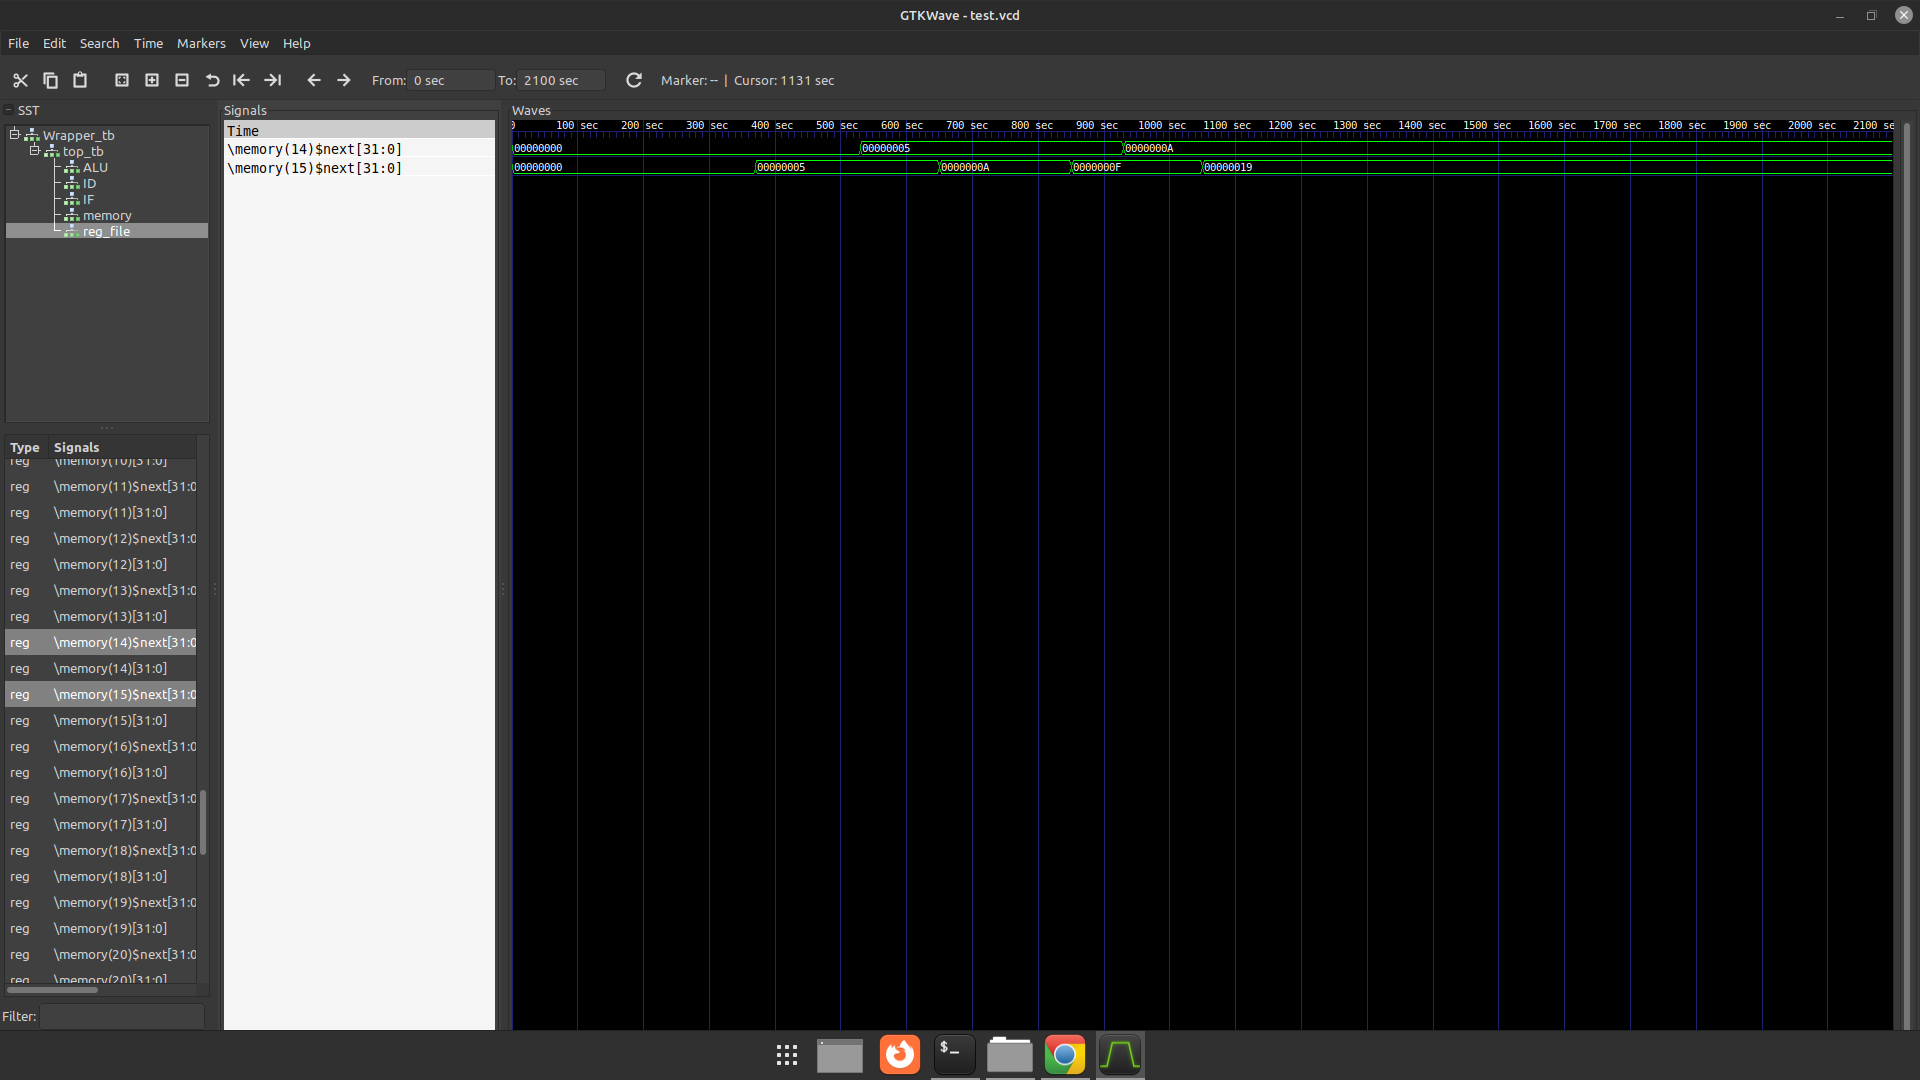 GTKWave - test.vcd
File Edit Search Time Markers View Help
From: 0 sec To: 2100 sec Marker: -- | Cursor: 1131 sec
SST
Wrapper_tb
top_tb
ALU
ID
IF
memory
reg_file
Type Signals
reg \memory(10)[31:0]
reg \memory(11)$next[31:0
reg \memory(11)[31:0]
reg \memory(12)$next[31:0
reg \memory(12)[31:0]
reg \memory(13)$next[31:0
reg \memory(13)[31:0]
reg \memory(14)$next[31:0
reg \memory(14)[31:0]
reg \memory(15)$next[31:0
reg \memory(15)[31:0]
reg \memory(16)$next[31:0
reg \memory(16)[31:0]
reg \memory(17)$next[31:0
reg \memory(17)[31:0]
reg \memory(18)$next[31:0
reg \memory(18)[31:0]
reg \memory(19)$next[31:0
reg \memory(19)[31:0]
reg \memory(20)$next[31:0
reg \memory(20)[31:0]
Filter:
Signals
Time
\memory(14)$next[31:0]
\memory(15)$next[31:0]
Waves
0 100 sec 200 sec 300 sec 400 sec 500 sec 600 sec 700 sec 800 sec 900 sec 1000 sec 1100 sec 1200 sec 1300 sec 1400 sec 1500 sec 1600 sec 1700 sec 1800 sec 1900 sec 2000 sec 2100 se
00000000 00000005 0000000A
00000000 00000005 0000000A 0000000F 00000019
$_